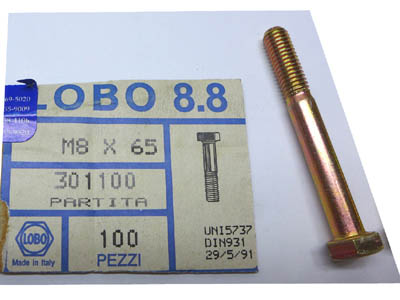 LOBO 8.8
M8 X 65
301100
PARTITA
LOBO
Made in Italy
100
PEZZI
UNI5737
DIN931
29/5/91